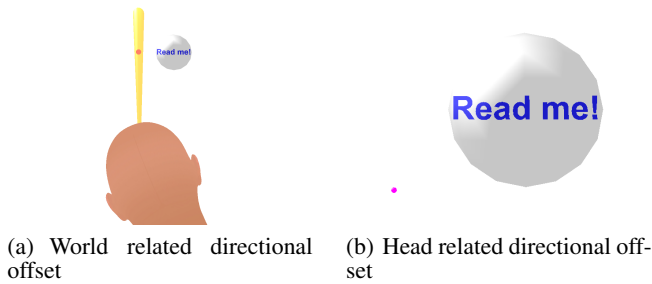 Read me!
Read me!
(a) World related directional
offset
(b) Head related directional off-
set